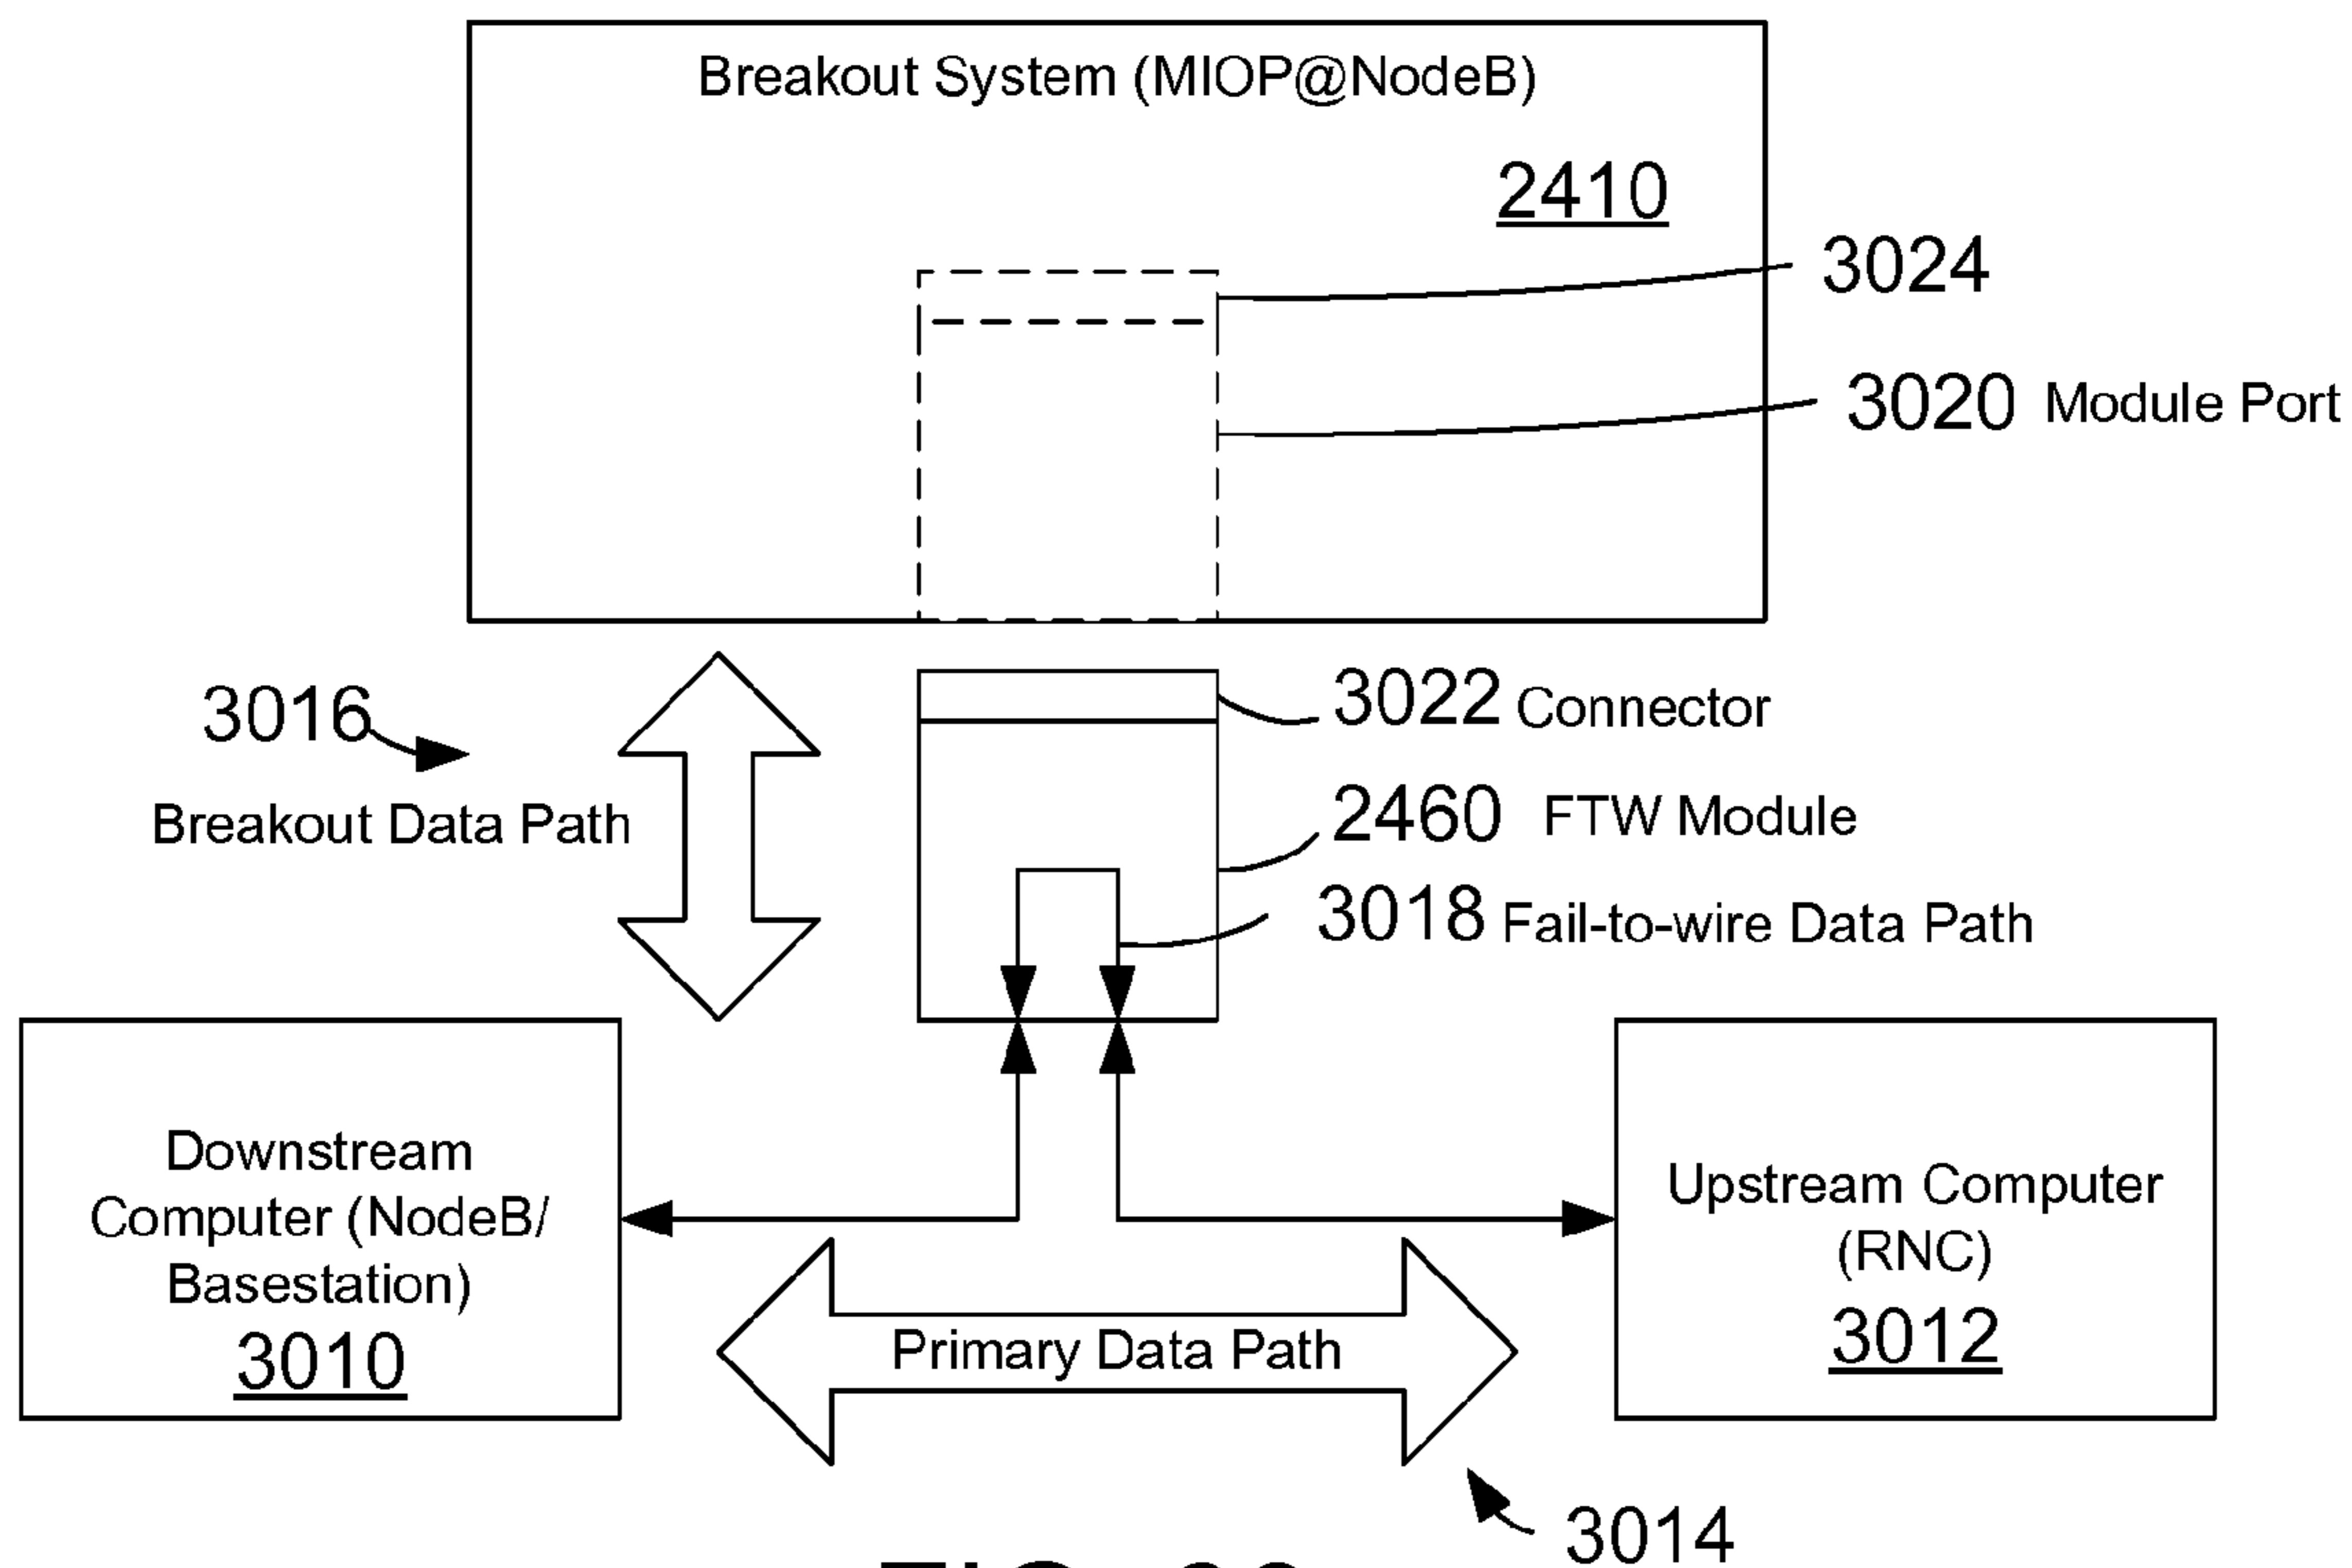 Breakout System (MIOP@NodeB)
2410
3024
3020 Module Port
3022 Connector
3016
Breakout Data Path
2460 FTW Module
3018 Fail-to-wire Data Path
Downstream
Computer (NodeB/
Basestation)
3010
Upstream Computer
(RNC)
3012
Primary Data Path
3014